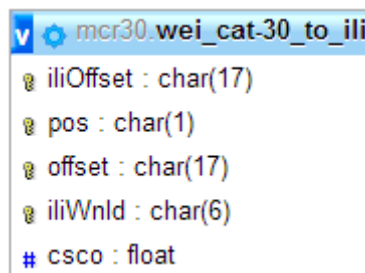 v mcr30.wei_cat-30_to_ili
iliOffset : char(17)
pos : char(1)
offset : char(17)
iliWnId : char(6)
# csco : float